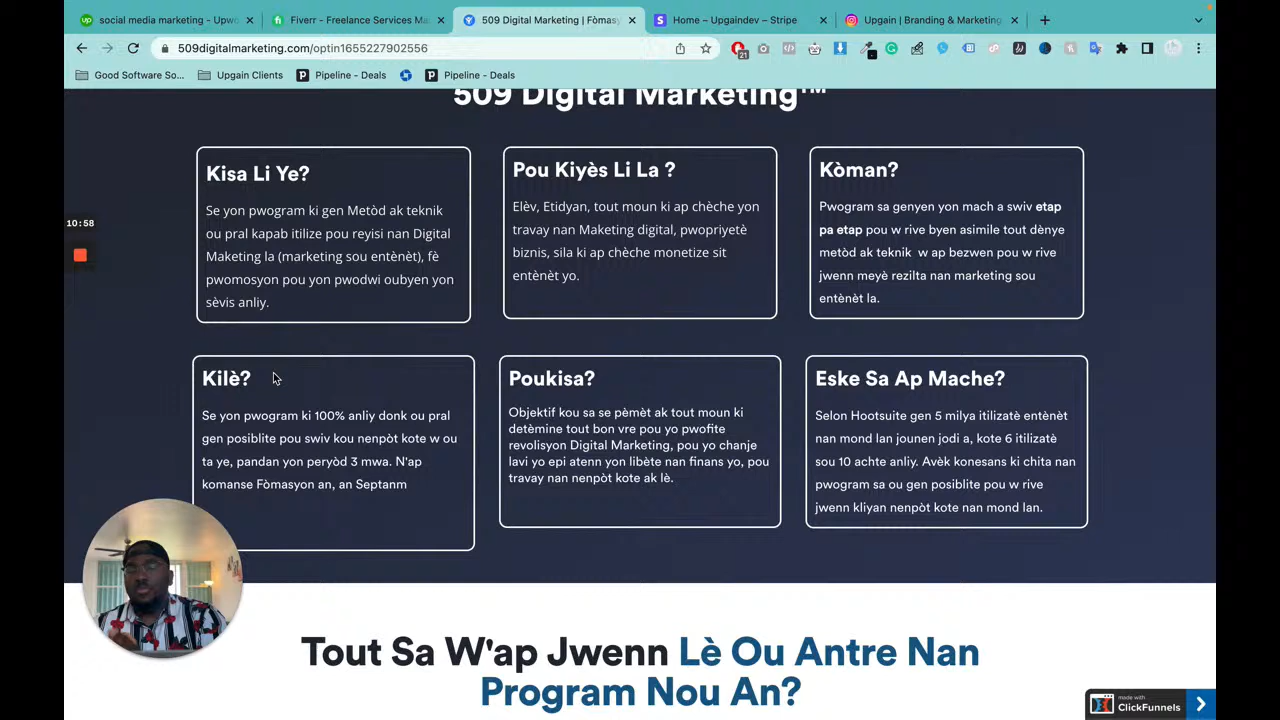 social media marketing - Upwo
Fiverr - Freelance Services Ma
509 Digital Marketing | Fòmasy
Home – Upgaindev – Stripe
Upgain | Branding & Marketing
509digitalmarketing.com/optin1655227902556
21
Good Software So...
Upgain Clients
Pipeline - Deals
Pipeline - Deals
509 Digital Marketing™
Kisa Li Ye?
Se yon pwogram ki gen Metòd ak teknik
ou pral kapab itilize pou reyisi nan Digital
Maketing la (marketing sou entènèt), fè
pwomosyon pou yon pwodwi oubyen yon
sèvis anliy.
Pou Kiyès Li La ?
Elèv, Etidyan, tout moun ki ap chèche yon
travay nan Maketing digital, pwopriyetè
biznis, sila ki ap chèche monetize sit
entènèt yo.
Kòman?
Pwogram sa genyen yon mach a swiv etap
pa etap pou w rive byen asimile tout dènye
metòd ak teknik w ap bezwen pou w rive
jwenn meyè rezilta nan marketing sou
entènèt la.
10:58
Kilè?
Se yon pwogram ki 100% anliy donk ou pral
gen posiblite pou swiv kou nenpòt kote w ou
ta ye, pandan yon peryòd 3 mwa. N'ap
komanse Fòmasyon an, an Septanm
Poukisa?
Objektif kou sa se pèmèt ak tout moun ki
detèmine tout bon vre pou yo pwofite
revolisyon Digital Marketing, pou yo chanje
lavi yo epi atenn yon libète nan finans yo, pou
travay nan nenpòt kote ak lè.
Eske Sa Ap Mache?
Selon Hootsuite gen 5 milya itilizatè entènèt
nan mond lan jounen jodi a, kote 6 itilizatè
sou 10 achte anliy. Avèk konesans ki chita nan
pwogram sa ou gen posiblite pou w rive
jwenn kliyan nenpòt kote nan mond lan.
Tout Sa W'ap Jwenn Lè Ou Antre Nan
Program Nou An?
made with
ClickFunnels